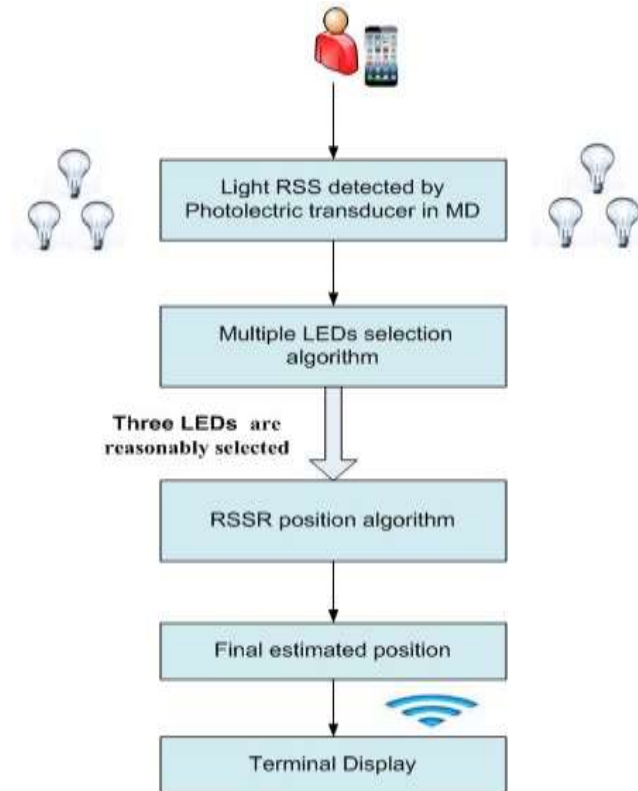 Light RSS detected by
Photolectric transducer in MD
Multiple LEDs selection
algorithm
Three LEDs are
reasonably selected
RSSR position algorithm
Final estimated position
Terminal Display